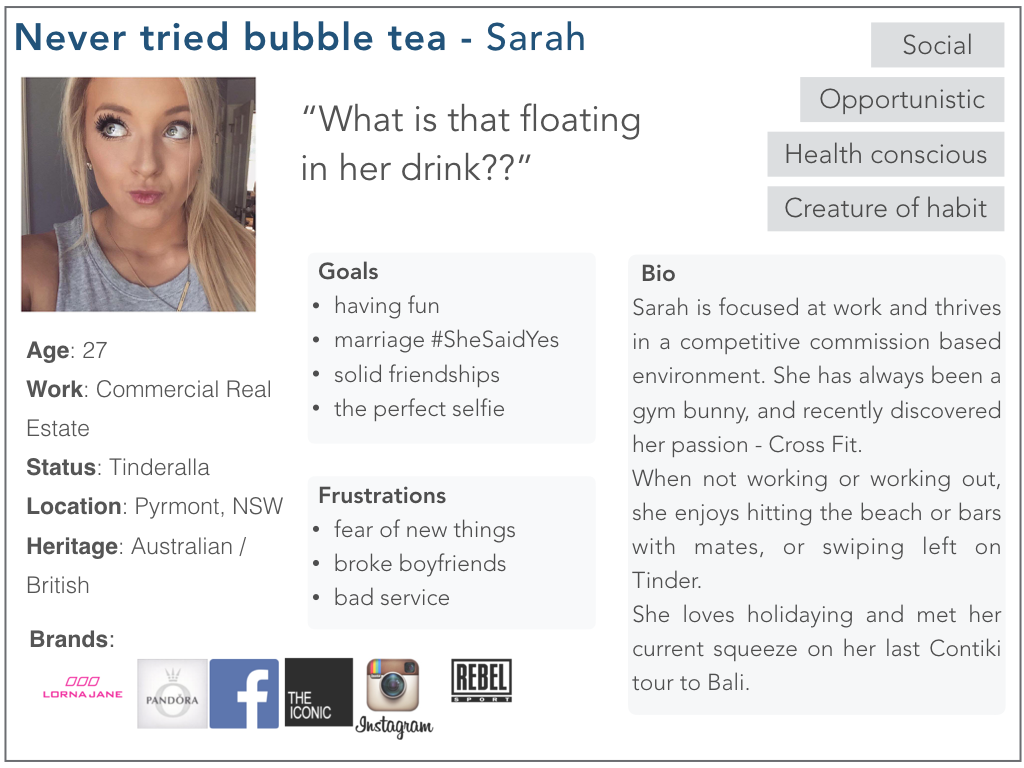 Never tried bubble tea - Sarah
Social
Opportunistic
Health conscious
Creature of habit
“What is that floating
in her drink??”
Age: 27
Work: Commercial Real
Estate
Status: Tinderalla
Location: Pyrmont, NSW
Heritage: Australian /
British
Brands:
LORNA JANE
PANDÖRA
f
THE
ICONIC
Instagram
REBEL
SPORT
Goals
• having fun
• marriage #SheSaidYes
• solid friendships
• the perfect selfie
Frustrations
• fear of new things
• broke boyfriends
• bad service
Bio
Sarah is focused at work and thrives
in a competitive commission based
environment. She has always been a
gym bunny, and recently discovered
her passion - Cross Fit.
When not working or working out,
she enjoys hitting the beach or bars
with mates, or swiping left on
Tinder.
She loves holidaying and met her
current squeeze on her last Contiki
tour to Bali.